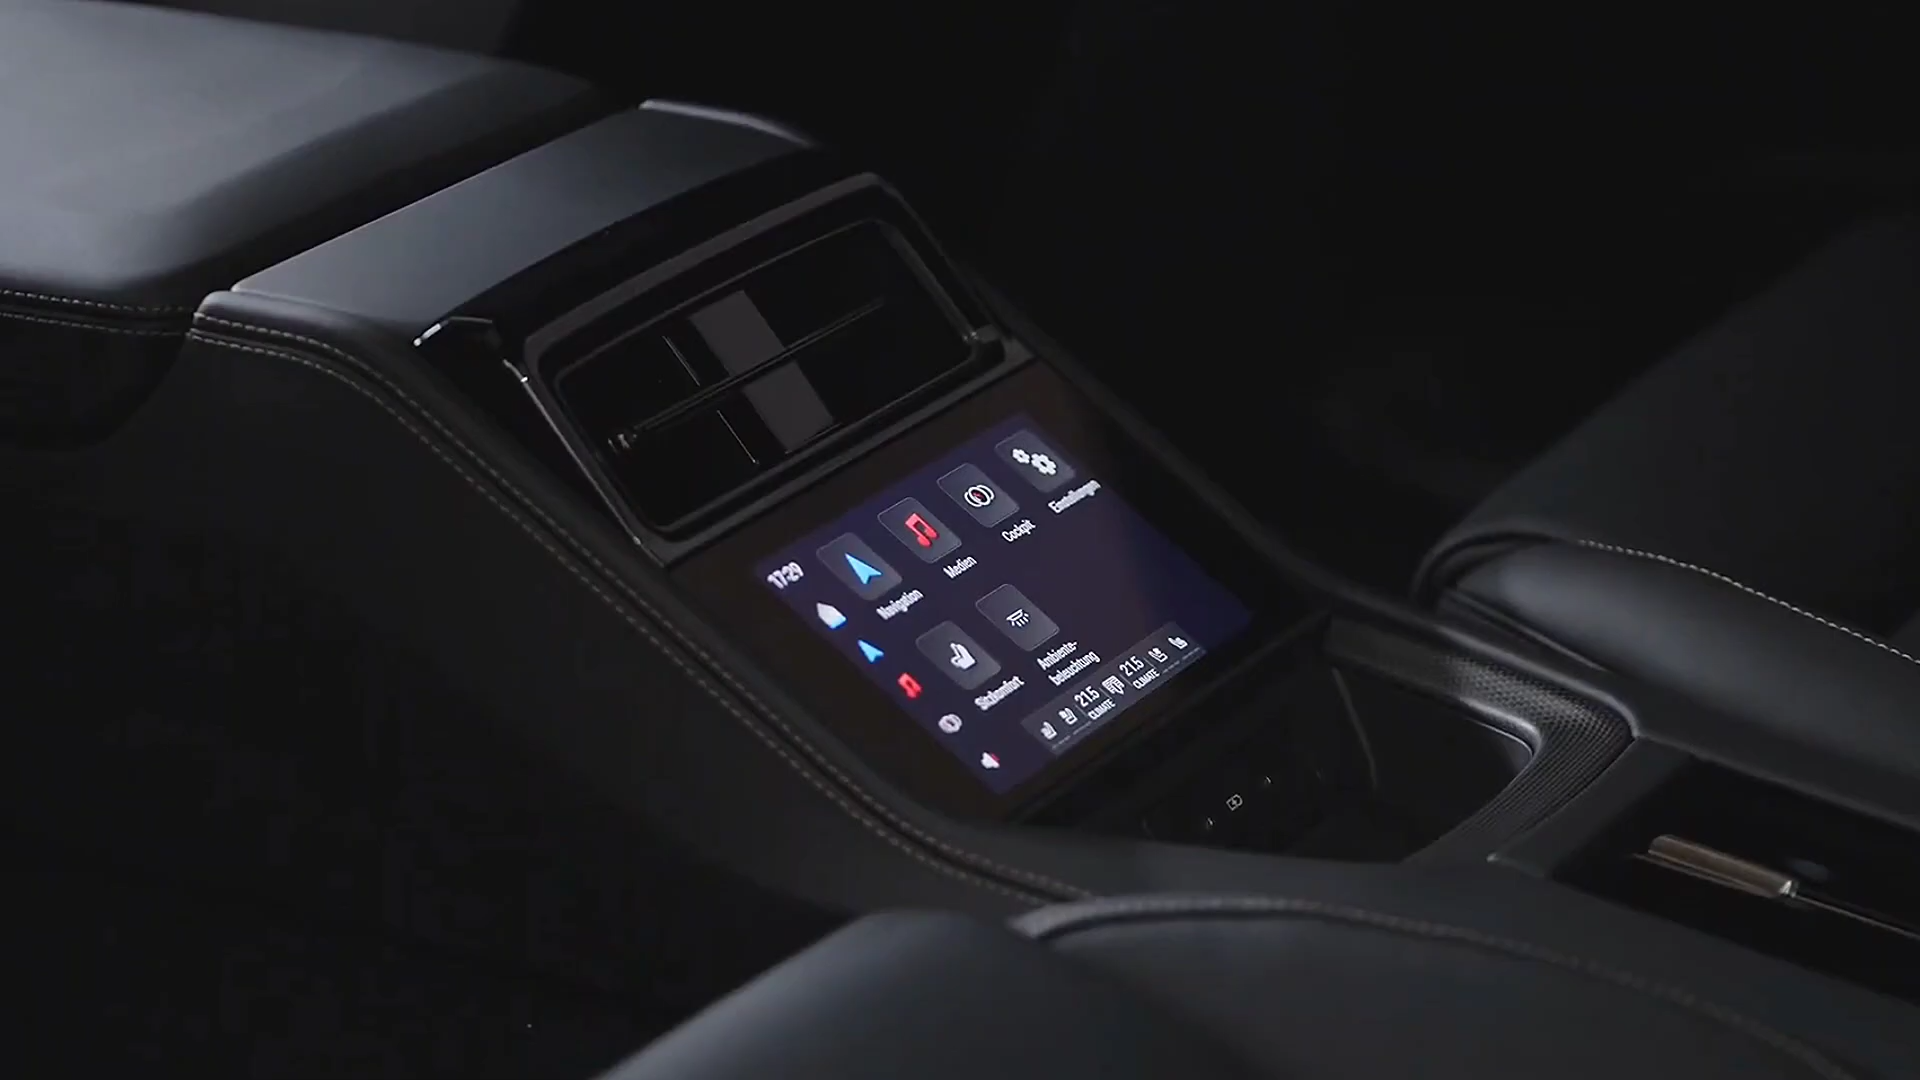 17:29
Navigation
Medien
Cockpit
Einstellungen
Sitzkomfort
Ambiente-
beleuchtung
21.5
CLIMATE
21.5
CLIMATE